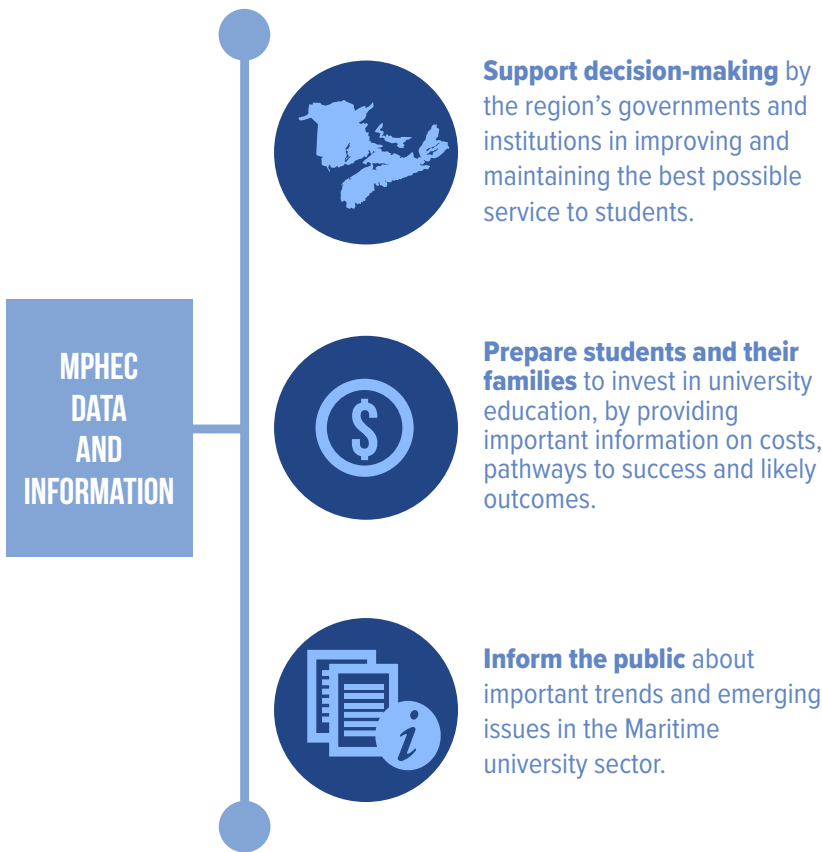 MPHEC
DATA
AND
INFORMATION
Support decision-making by
the region's governments and
institutions in improving and
maintaining the best possible
service to students.
$
Prepare students and their
families to invest in university
education, by providing
important information on costs,
pathways to success and likely
outcomes.
i
Inform the public about
important trends and emerging
issues in the Maritime
university sector.